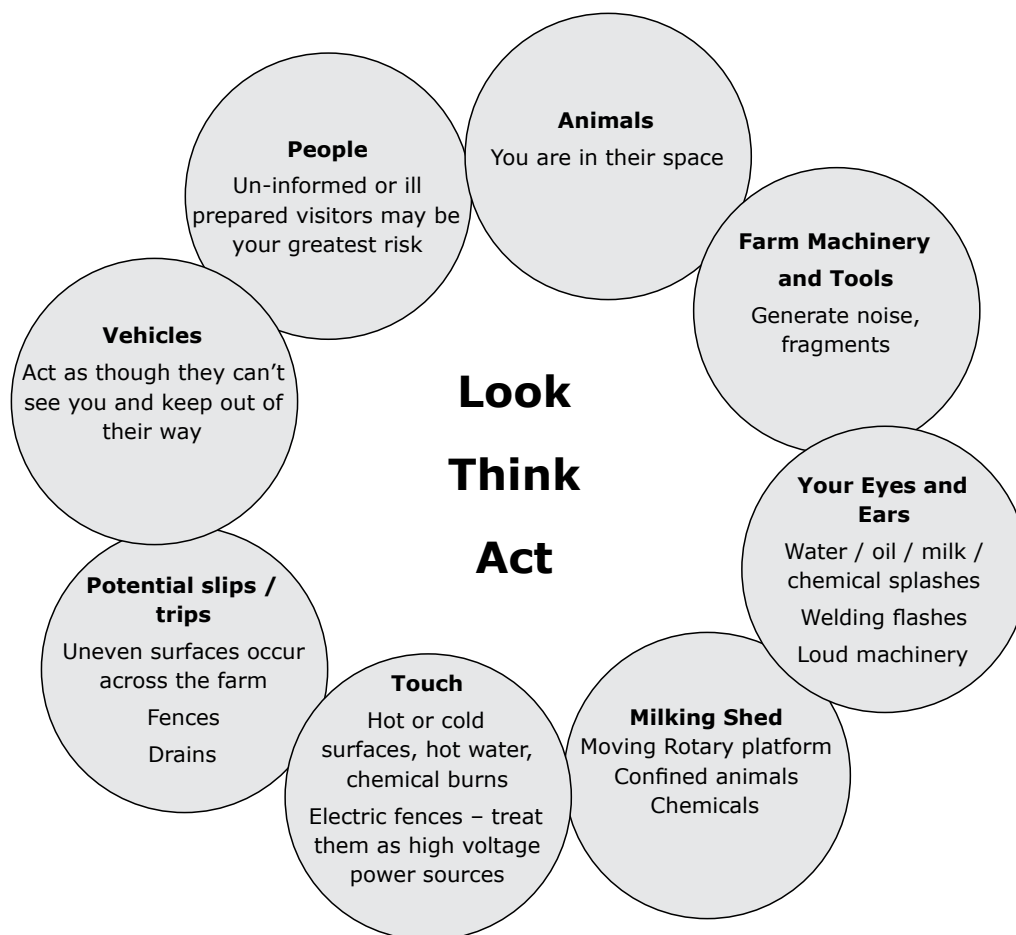 Animals
You are in their space
Farm Machinery
and Tools
Generate noise,
fragments
Your Eyes and
Ears
Water / oil / milk /
chemical splashes
Welding flashes
Loud machinery
Milking Shed
Moving Rotary platform
Confined animals
Chemicals
Touch
Hot or cold
surfaces, hot water,
chemical burns
Electric fences – treat
them as high voltage
power sources
Potential slips /
trips
Uneven surfaces occur
across the farm
Fences
Drains
Vehicles
Act as though they can’t
see you and keep out of
their way
People
Un-informed or ill
prepared visitors may be
your greatest risk
Look
Think
Act